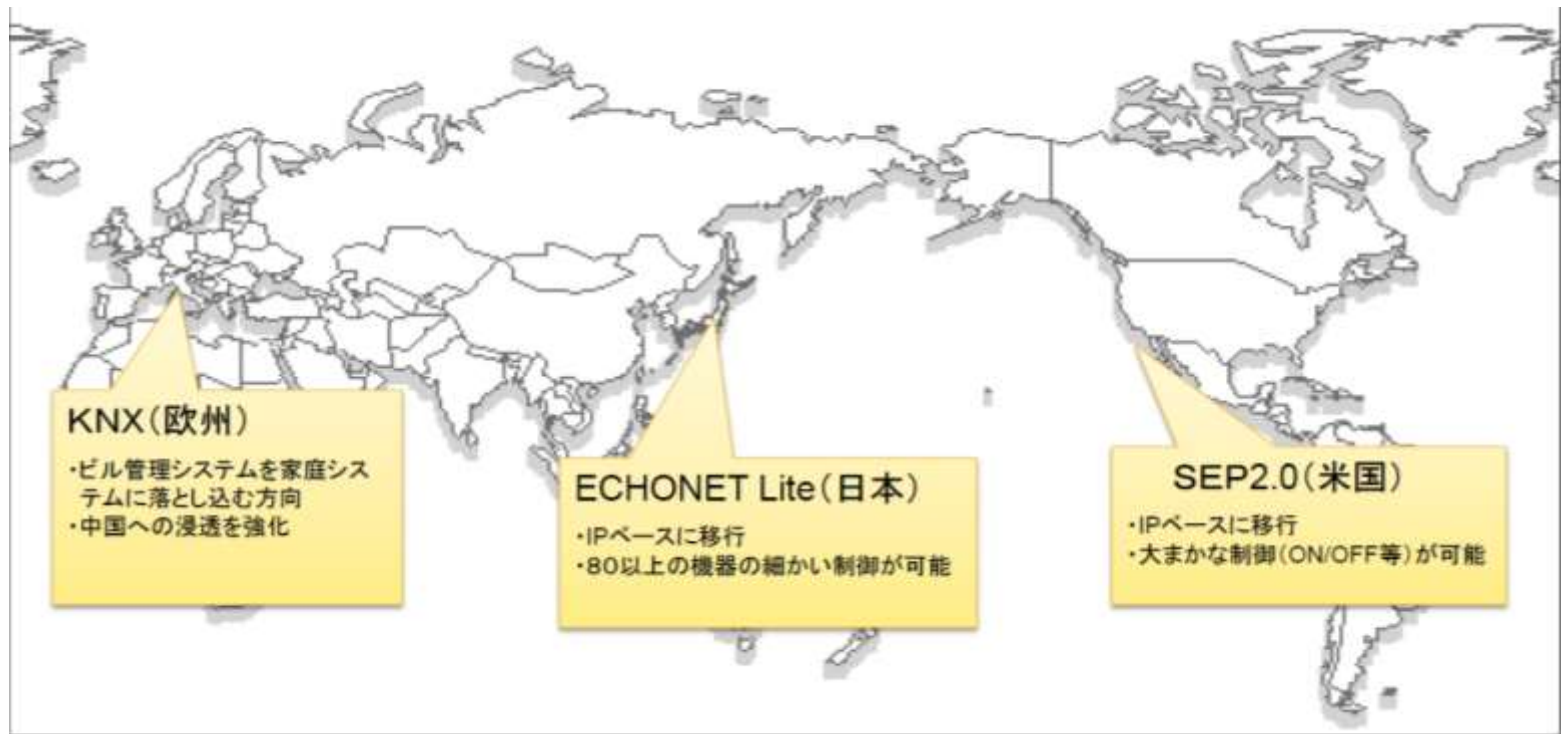 KNX(欧州)
・ビル管理システムを家庭シス
テムに落とし込む方向
・中国への浸透を強化
ECHONET Lite(日本)
・IPベースに移行
・80以上の機器の細かい制御が可能
SEP2.0(米国)
・IPベースに移行
・大まかな制御(ON/OFF等)が可能